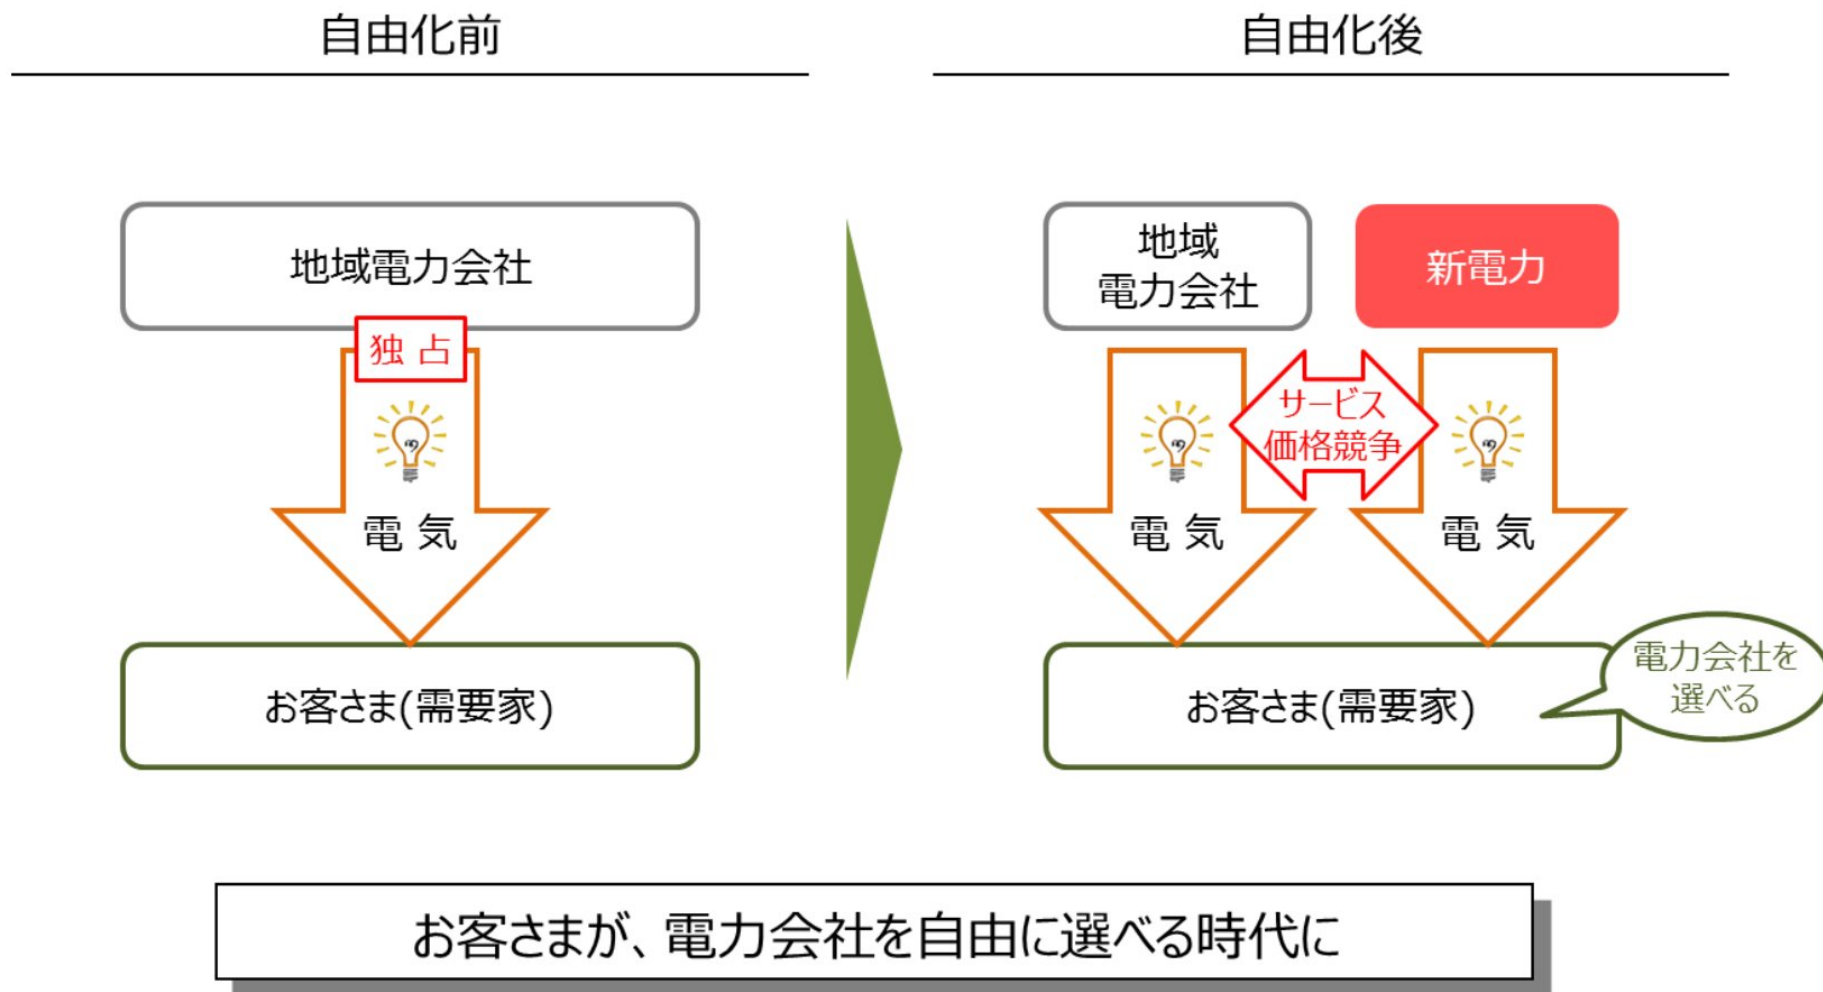 自由化前
自由化後
地域電力会社
独 占
電 気
お客さま(需要家)
地域
電力会社
新電力
サービス
価格競争
電 気
電 気
お客さま(需要家)
電力会社を
選べる
お客さまが、電力会社を自由に選べる時代に